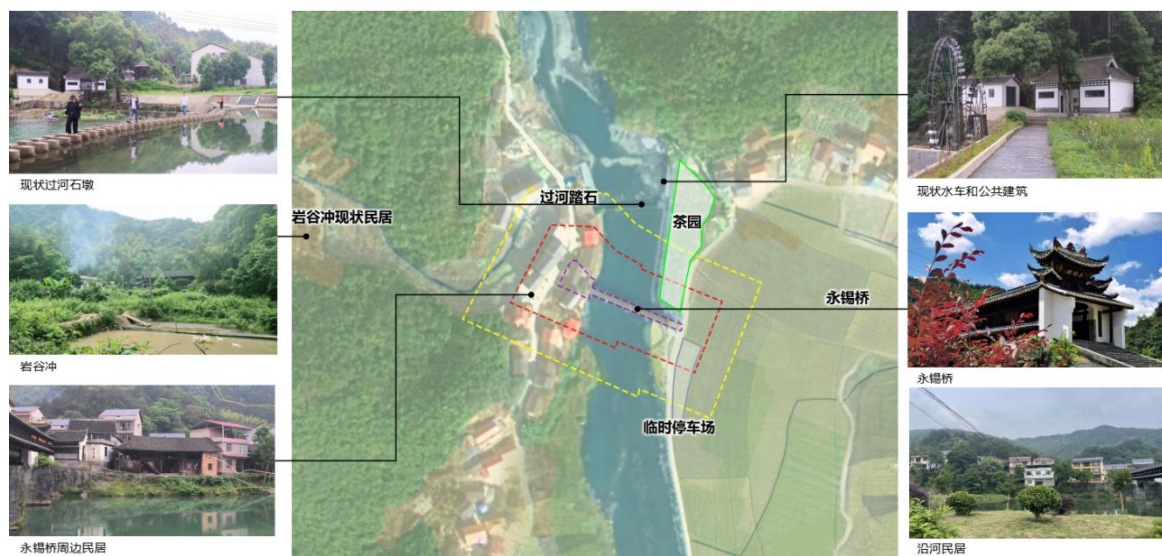 现状过河石墩
岩谷冲
永锡桥周边民居
过河踏石
岩谷冲现状民居
茶园
永锡桥
临时停车场
现状水车和公共建筑
永锡桥
沿河民居